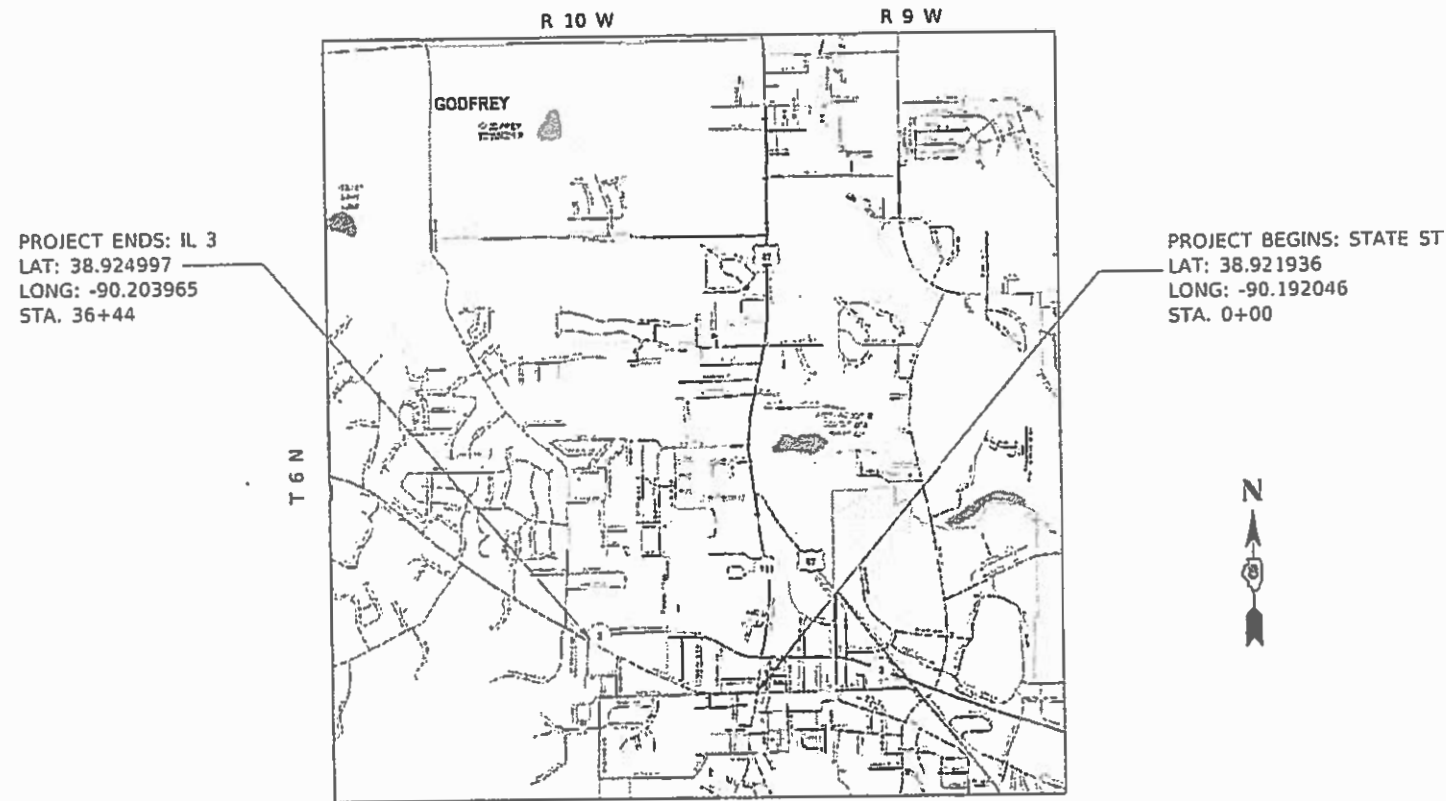 R 10 W
R 9 W
GODFREY
PROJECT ENDS: IL 3
LAT: 38.924997
LONG: -90.203965
STA. 36+44
PROJECT BEGINS: STATE ST
LAT: 38.921936
LONG: -90.192046
STA. 0+00
T 6 N
N